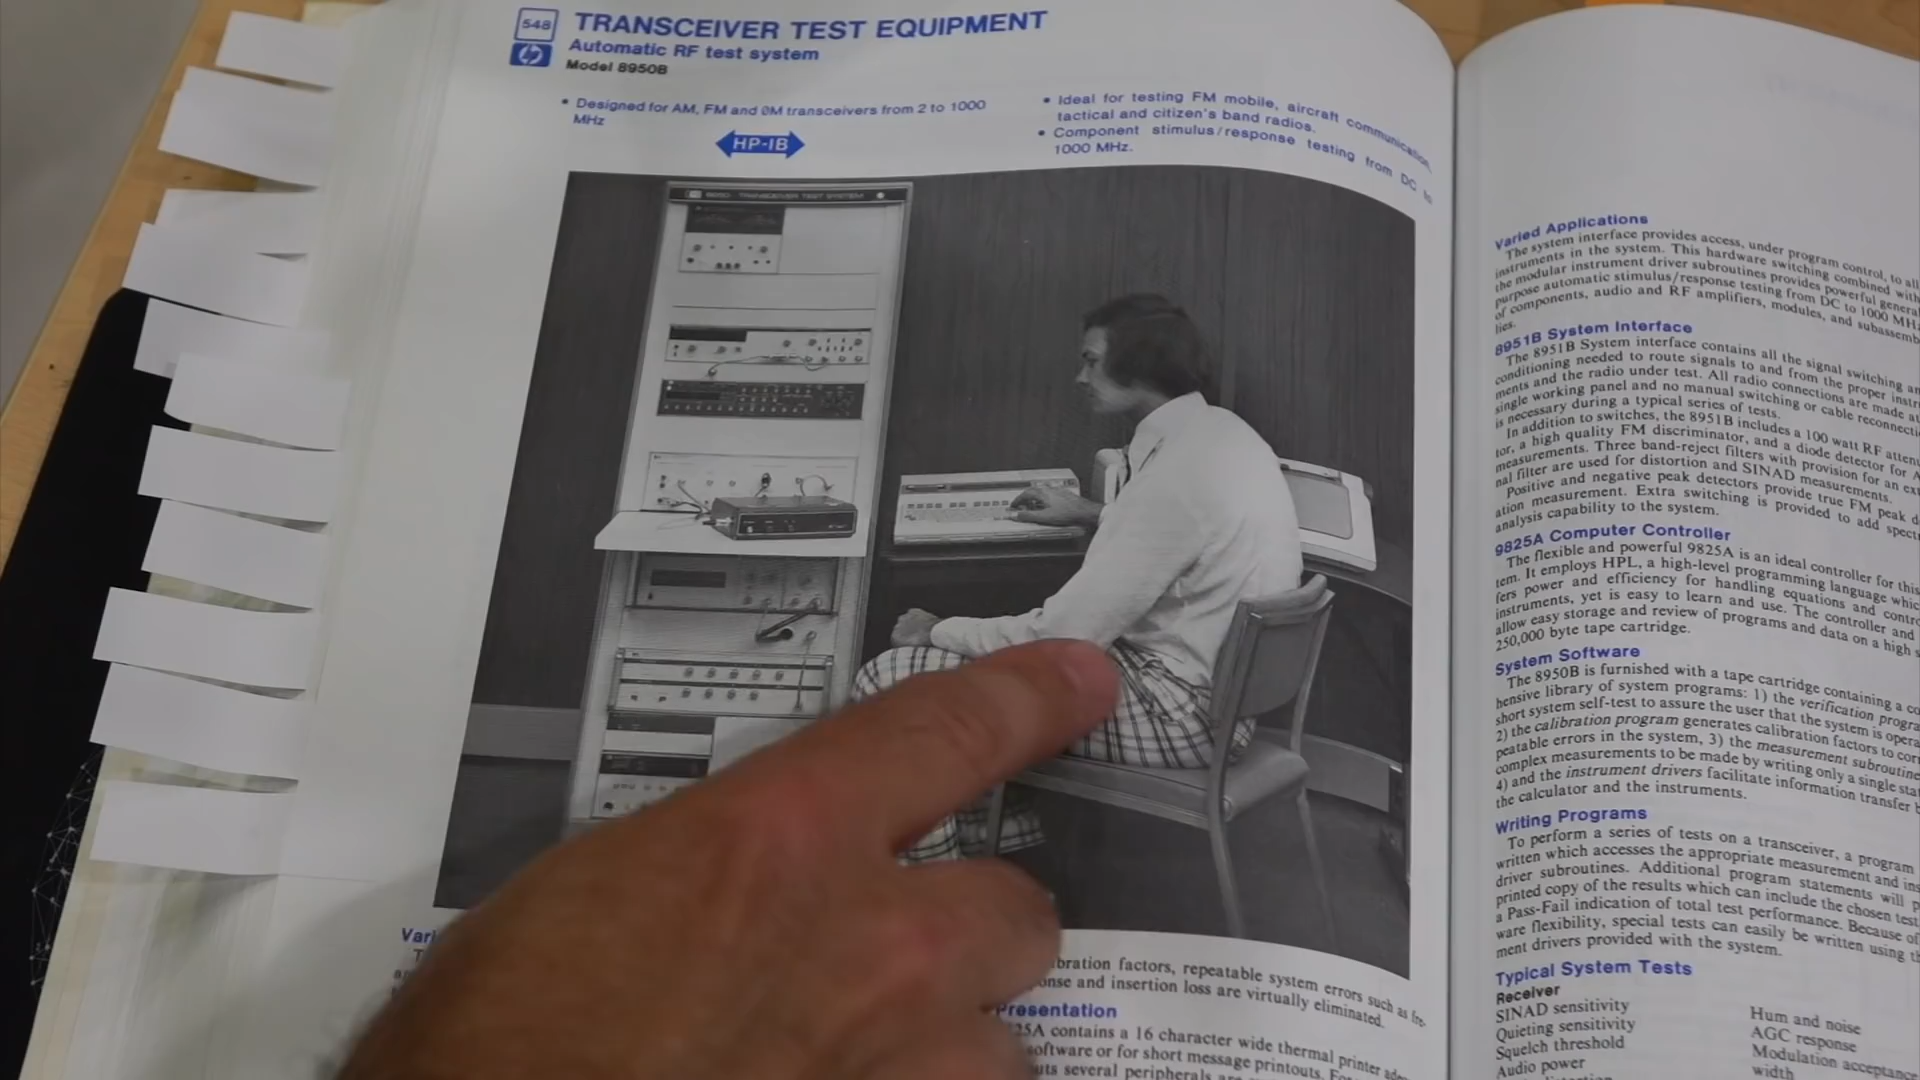 548
TRANSCEIVER TEST EQUIPMENT
Automatic RF test system
Model 8950B
• Designed for AM, FM and ØM transceivers from 2 to 1000
MHz
• Ideal for testing FM mobile, aircraft communication,
tactical and citizen's band radios.
• Component stimulus/response testing from DC to
1000 MHz.
HP-IB
TRANSCEIVER TEST SYSTEM
Vari
bration factors, repeatable system errors such as fre-
onse and insertion loss are virtually eliminated.
Presentation
25A contains a 16 character wide thermal printer
software or for short message printouts.
uts several peripherals
Varied Applications
The system interface provides access, under program control, to all
instruments in the system. This hardware switching combined with
the modular instrument driver subroutines provides powerful general
purpose automatic stimulus/response testing from DC to 1000 MHz
of components, audio and RF amplifiers, modules, and subassemb
lies.
8951B System Interface
The 8951B System interface contains all the signal switching an
conditioning needed to route signals to and from the proper instru
ments and the radio under test. All radio connections are made at
single working panel and no manual switching or cable reconnecti
is necessary during a typical series of tests.
In addition to switches, the 8951B includes a 100 watt RF atten
tor, a high quality FM discriminator, and a diode detector for A
measurements. Three band-reject filters with provision for an ex
nal filter are used for distortion and SINAD measurements.
Positive and negative peak detectors provide true FM peak d
ation measurement. Extra switching is provided to add spect
analysis capability to the system.
9825A Computer Controller
The flexible and powerful 9825A is an ideal controller for this
tem. It employs HPL, a high-level programming language whic
fers power and efficiency for handling equations and contro
instruments, yet is easy to learn and use. The controller and
allow easy storage and review of programs and data on a high s
250,000 byte tape cartridge.
System Software
The 8950B is furnished with a tape cartridge containing a co
hensive library of system programs: 1) the verification progra
short system self-test to assure the user that the system is opera
2) the calibration program generates calibration factors to corr
peatable errors in the system, 3) the measurement subroutine
complex measurements to be made by writing only a single sta
4) and the instrument drivers facilitate information transfer b
the calculator and the instruments.
Writing Programs
To perform a series of tests on a transceiver, a program
written which accesses the appropriate measurement and ins
driver subroutines. Additional program statements will p
printed copy of the results which can include the chosen test
a Pass-Fail indication of total test performance. Because of
ware flexibility, special tests can easily be written using th
ment drivers provided with the system.
Typical System Tests
Receiver
SINAD sensitivity
Quieting sensitivity
Squelch threshold
Audio power
Hum and noise
AGC response
Modulation acceptance
width